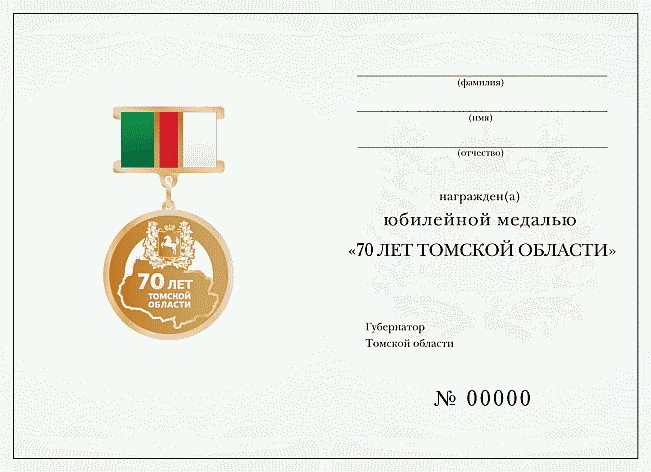 70 ЛЕТ
ТОМСКОЙ
ОБЛАСТИ
(фамилия)
(имя)
(отчество)
награжден(а)
юбилейной медалью
«70 ЛЕТ ТОМСКОЙ ОБЛАСТИ»
Губернатор
Томской области
№ 00000